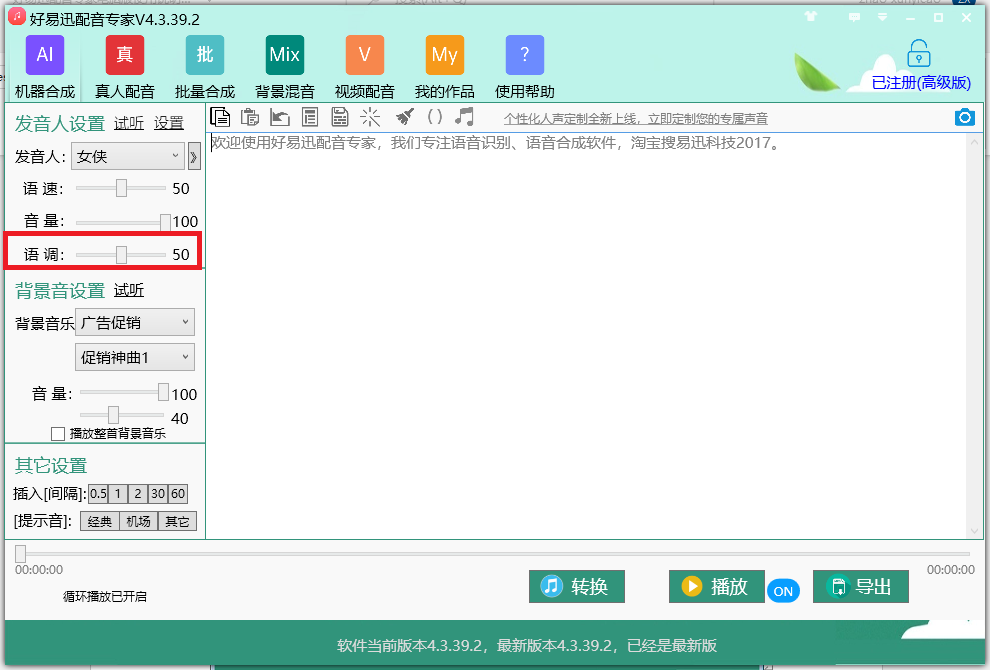 好易迅配音专家V4.3.39.2
AI 真 批 Mix V My ?
机器合成 真人配音 批量合成 背景混音 视频配音 我的作品 使用帮助
已注册(高级版)
发音人设置 试听 设置
个性化人声定制全新上线，立即定制您的专属声音
欢迎使用好易迅配音专家，我们专注语音识别、语音合成软件，淘宝搜易迅科技2017。
发音人: 女侠 》
语 速: 50
音 量: 100
语 调: 50
背景音设置 试听
背景音乐 广告促销
促销神曲1
音 量: 100
40
播放整首背景音乐
其它设置
插入[间隔]: 0.5 1 2 30 60
[提示音]: 经典 机场 其它
00:00:00 00:00:00
循环播放已开启
转换 播放 ON 导出
软件当前版本4.3.39.2，最新版本4.3.39.2，已经是最新版